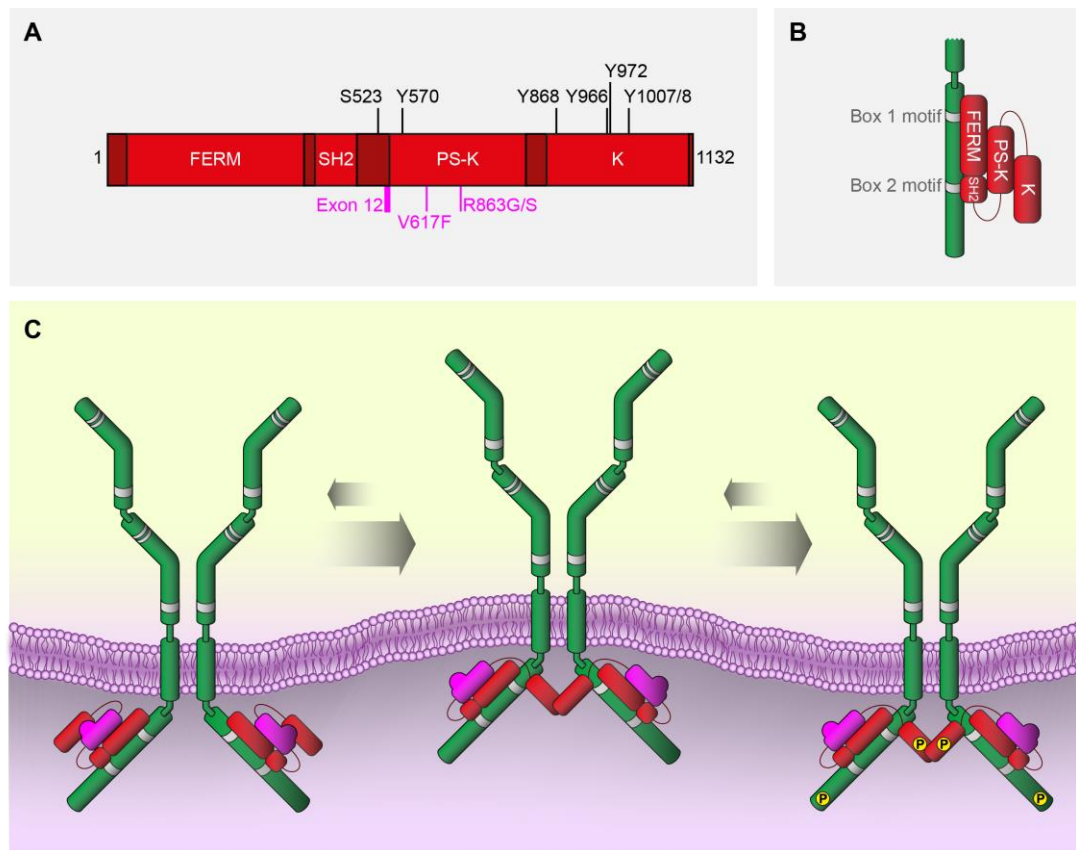 A
S523
Y570
Y868
Y966
Y972
Y1007/8
1
FERM
SH2
PS-K
K
1132
Exon 12
V617F
R863G/S
B
Box 1 motif
Box 2 motif
FERM
SH2
PS-K
K
C
P
P
P
P